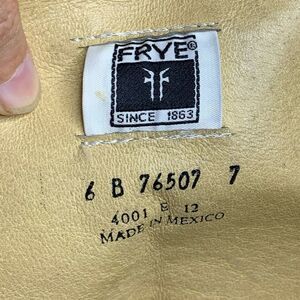 FRYE®
SINCE 1863
6 B 76507 7
4001 E 12
MADE IN MEXICO